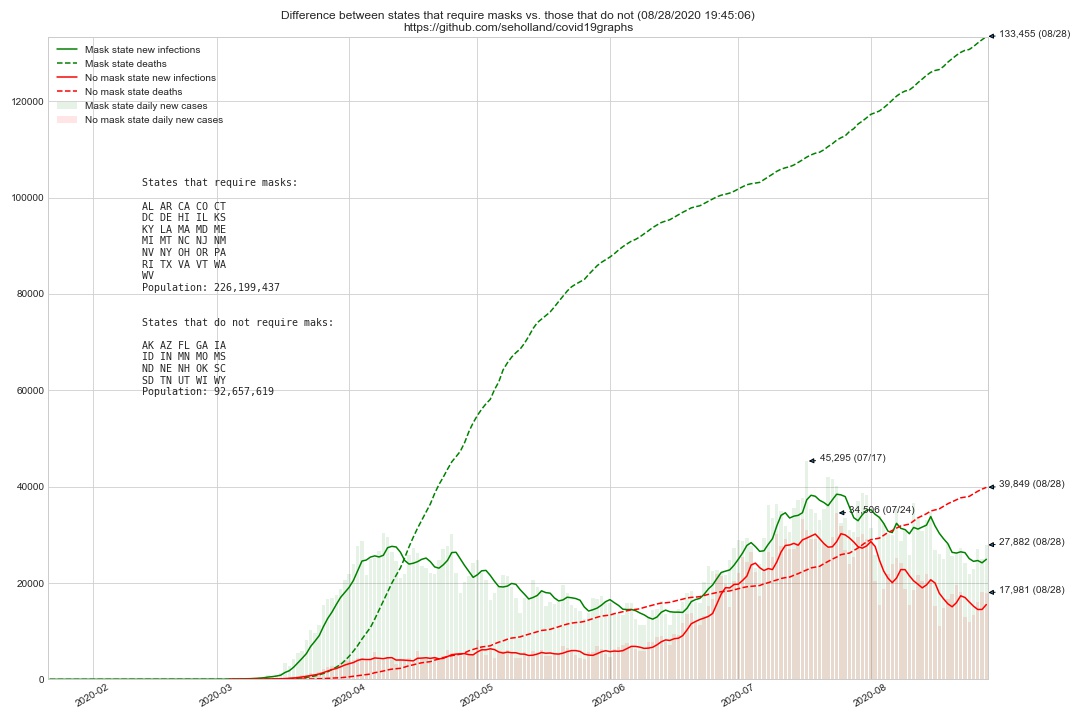 Difference between states that require masks vs. those that do not (08/28/2020 19:45:06)
https://github.com/seholland/covid19graphs
Mask state new infections
Mask state deaths
No mask state new infections
No mask state deaths
Mask state daily new cases
No mask state daily new cases
133,455 (08/28)
120000
100000
80000
60000
40000
20000
0
States that require masks:
AL AR CA CO CT
DC DE HI IL KS
KY LA MA MD ME
MI MT NC NJ NM
NV NY OH OR PA
RI TX VA VT WA
WV
Population: 226,199,437
States that do not require maks:
AK AZ FL GA IA
ID IN MN MO MS
ND NE NH OK SC
SD TN UT WI WY
Population: 92,657,619
45,295 (07/17)
34,506 (07/24)
39,849 (08/28)
27,882 (08/28)
17,981 (08/28)
2020-02
2020-03
2020-04
2020-05
2020-06
2020-07
2020-08